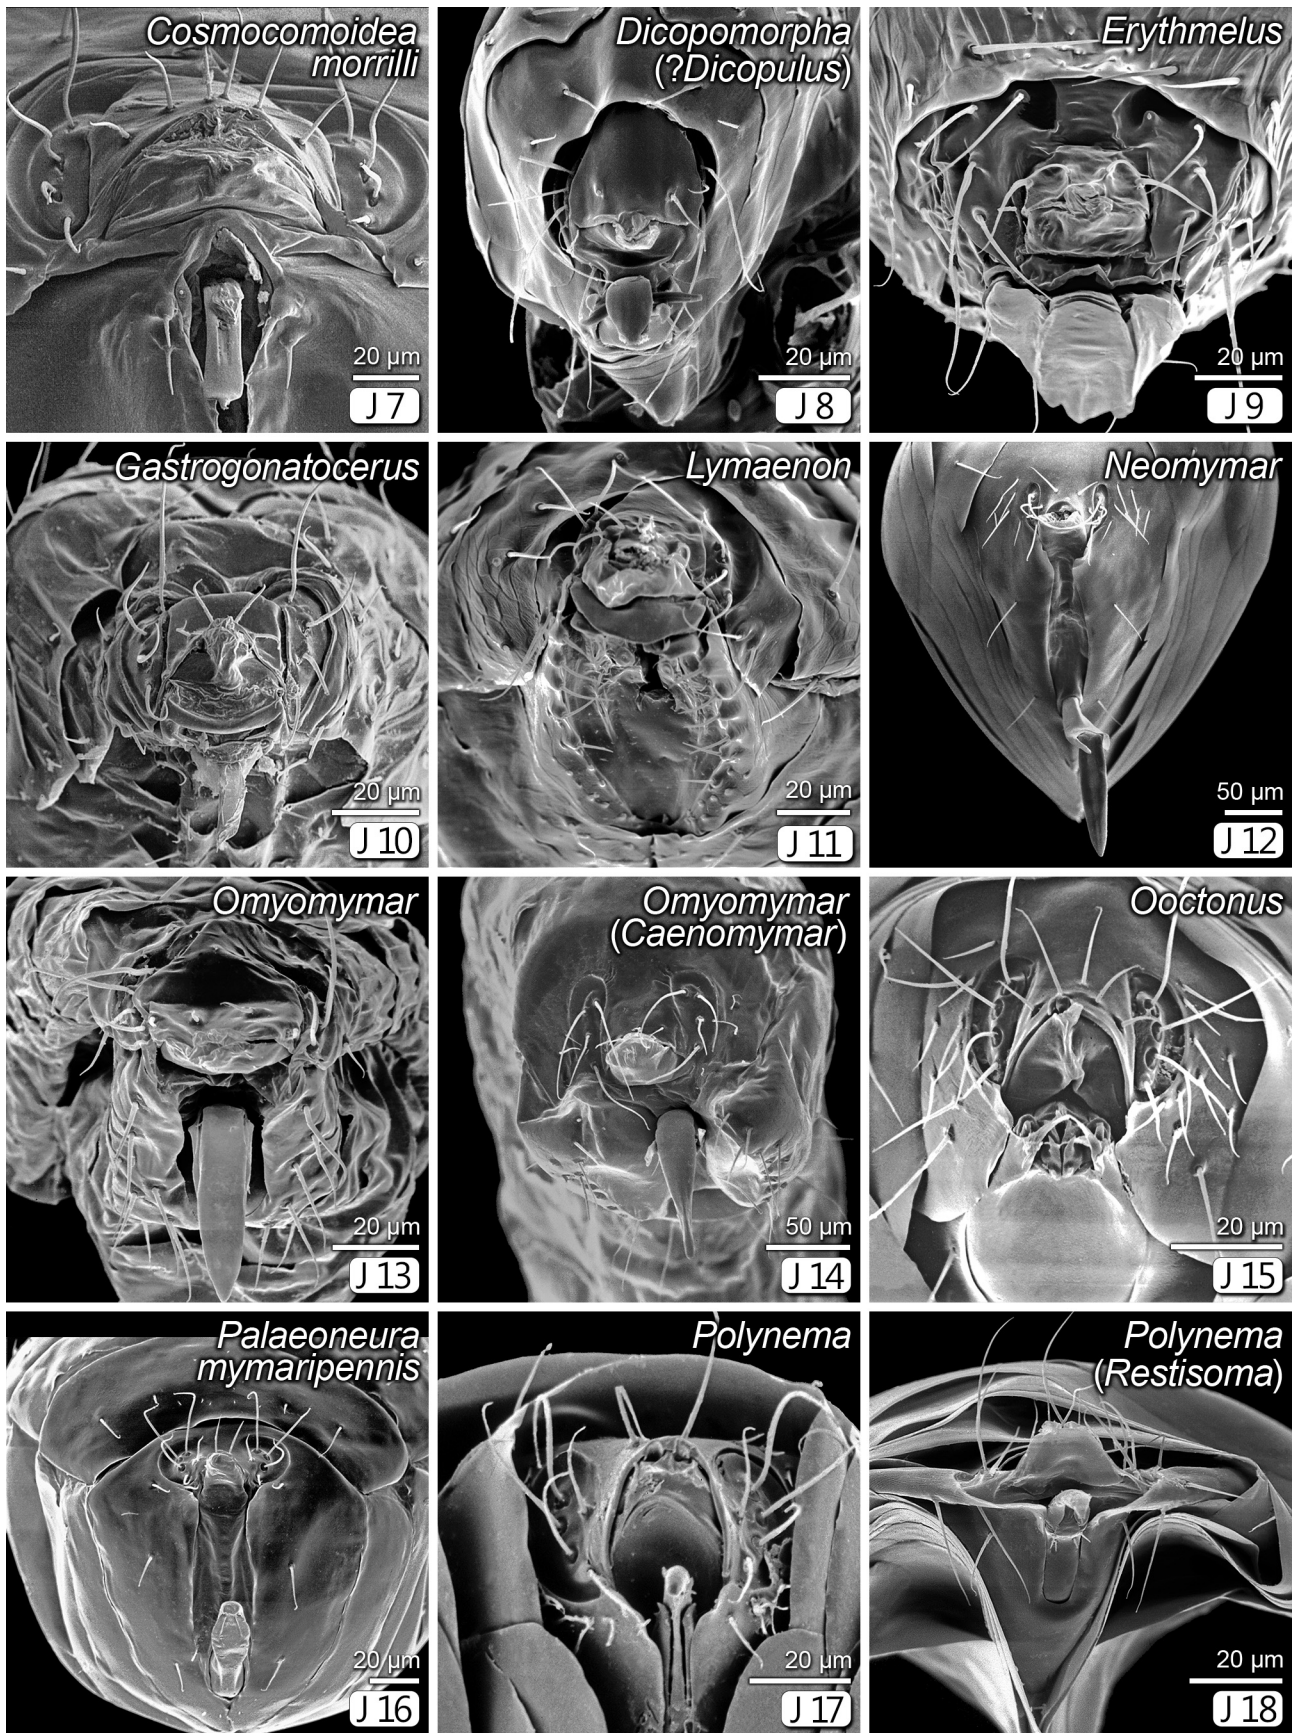 Cosmocomoidea
morrilli
20 µm
J 7
Dicopomorpha
(?Dicopulus)
20 µm
J 8
Erythmelus
20 µm
J 9
Gastrogonatocerus
20 µm
J 10
Lymaenon
20 µm
J 11
Neomymar
50 µm
J 12
Omyomymar
20 µm
J 13
Omyomymar
(Caenomymar)
50 µm
J 14
Ooctonus
20 µm
J 15
Palaeoneura
mymaripennis
20 µm
J 16
Polynema
20 µm
J 17
Polynema
(Restisoma)
20 µm
J 18